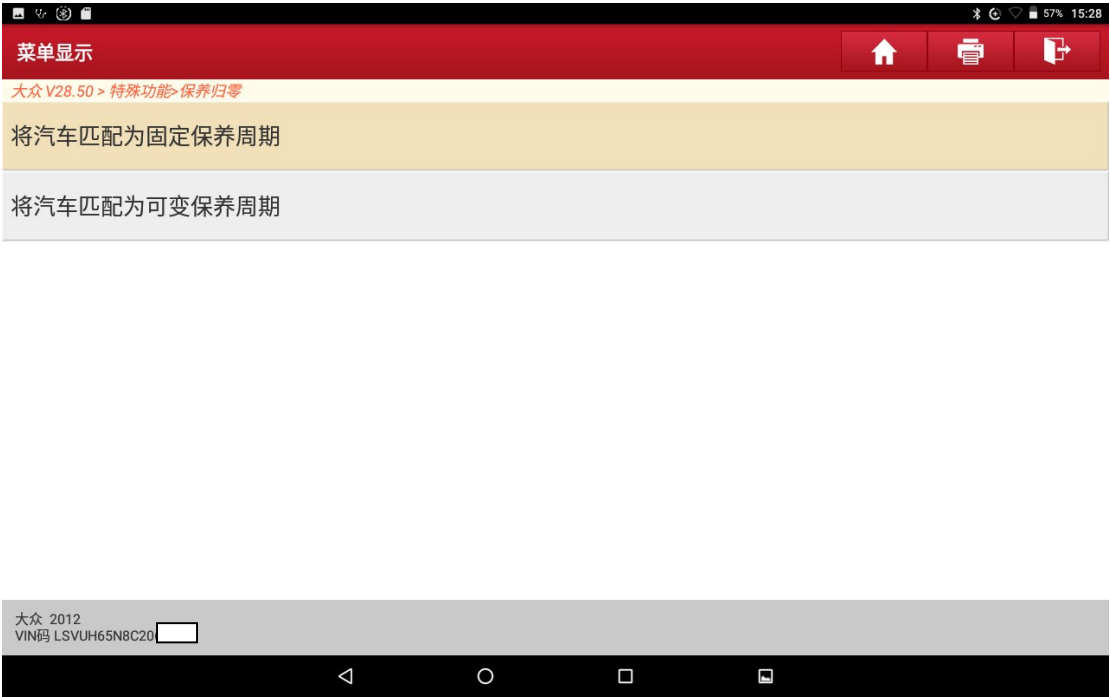 57% 15:28
菜单显示
大众 V28.50 > 特殊功能>保养归零
将汽车匹配为固定保养周期
将汽车匹配为可变保养周期
大众 2012
VIN码 LSVUH65N8C20